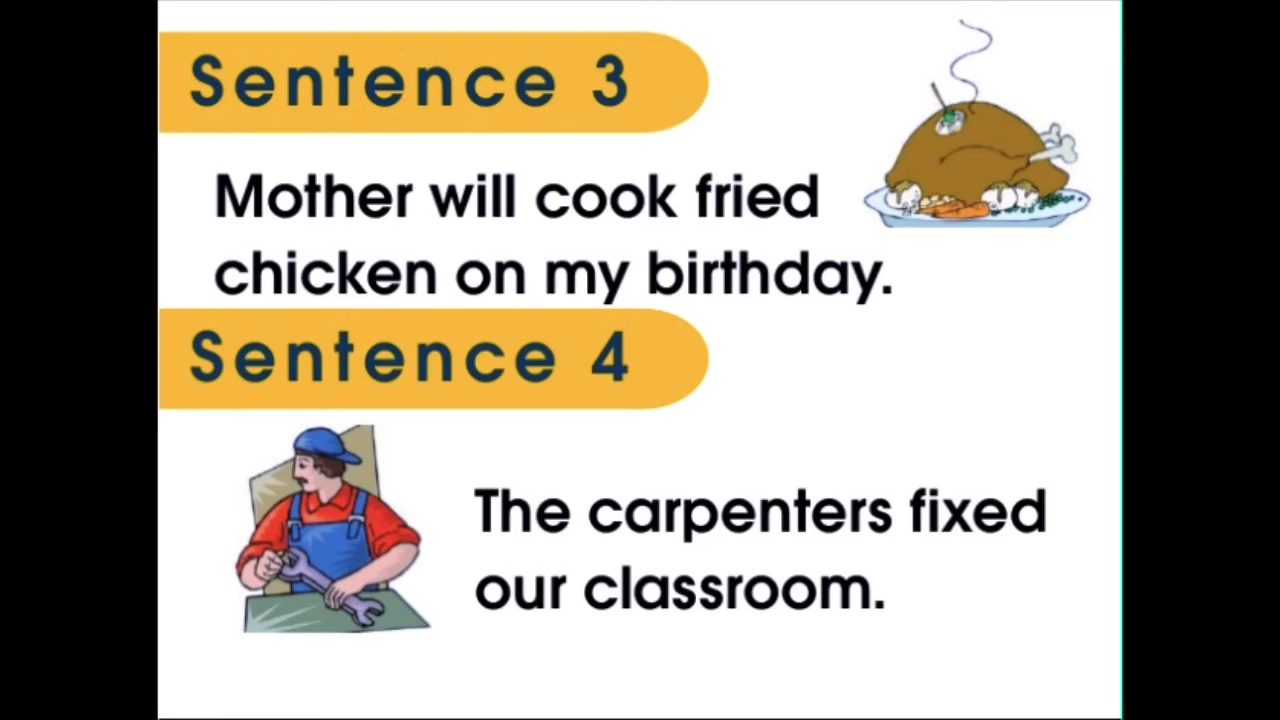 Sentence 3
Mother will cook fried
chicken on my birthday.
Sentence 4
The carpenters fixed
our classroom.